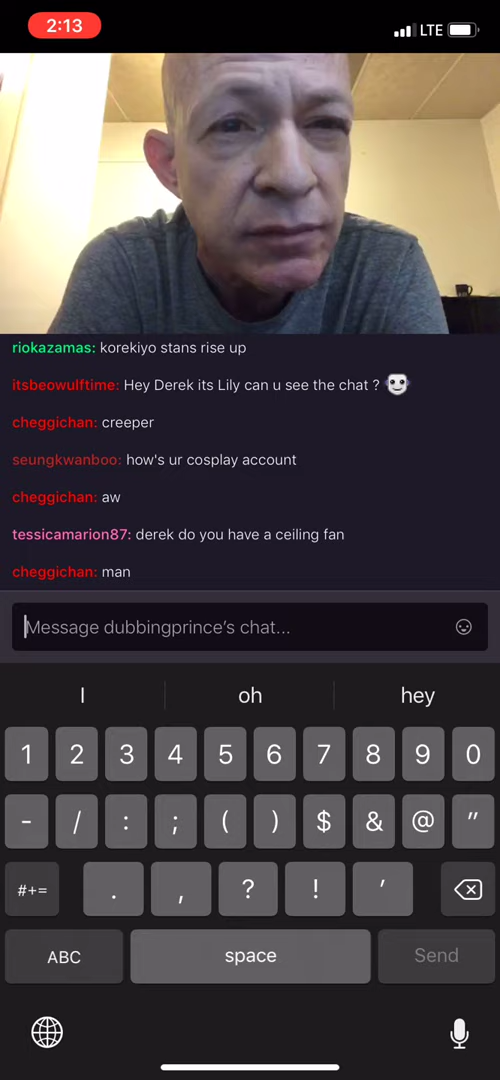 2:13
LTE
riokazamas: korekiyo stans rise up
itsbeowulftime: Hey Derek its Lily can u see the chat ?
cheggichan: creeper
seungkwanboo: how's ur cosplay account
cheggichan: aw
tessicamarion87: derek do you have a ceiling fan
cheggichan: man
Message dubbingprince’s chat...
I oh hey
1 2 3 4 5 6 7 8 9 0
- / : ; ( ) $ & @ "
#+= . , ? ! '
ABC space Send